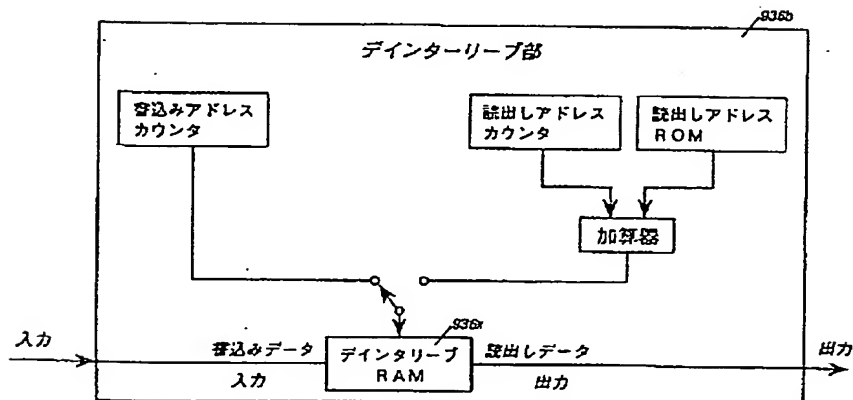 936b
デインターリーブ部
書込みアドレス
カウンタ
読出しアドレス
カウンタ
読出しアドレス
ROM
加算器
936x
入力
書込みデータ
入力
デインタリーブ
RAM
読出しデータ
出力
出力